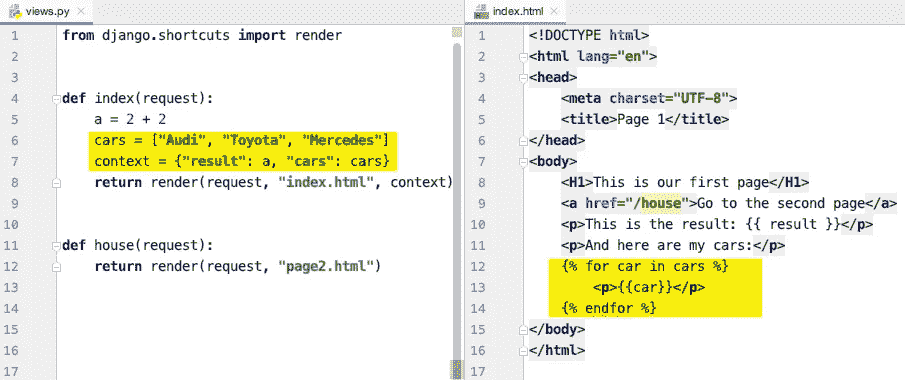 views.py
1 from django.shortcuts import render
2
3
4 def index(request):
5 a = 2 + 2
6 cars = ["Audi", "Toyota", "Mercedes"]
7 context = {"result": a, "cars": cars}
8 return render(request, "index.html", context)
9
10
11 def house(request):
12 return render(request, "page2.html")
13
14
15
16
17
index.html
1 <!DOCTYPE html>
2 <html lang="en">
3 <head>
4 <meta charset="UTF-8">
5 <title>Page 1</title>
6 </head>
7 <body>
8 <H1>This is our first page</H1>
9 <a href="/house">Go to the second page</a>
10 <p>This is the result: {{ result }}</p>
11 <p>And here are my cars:</p>
12 {% for car in cars %}
13 <p>{{car}}</p>
14 {% endfor %}
15 </body>
16 </html>
17